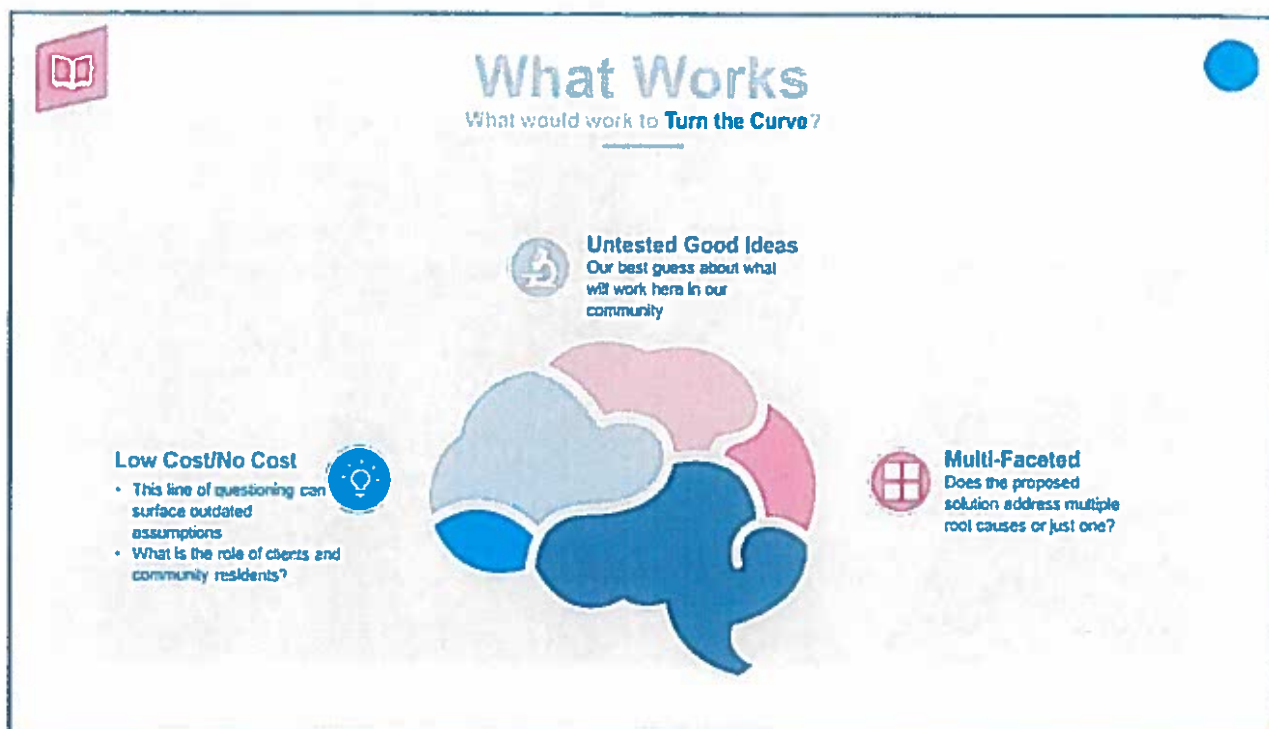 What Works
What would work to Turn the Curve?
Untested Good Ideas
Our best guess about what
will work here in our
community
Low Cost/No Cost
• This line of questioning can
surface outdated
assumptions
• What is the role of clients and
community residents?
Multi-Faceted
Does the proposed
solution address multiple
root causes or just one?